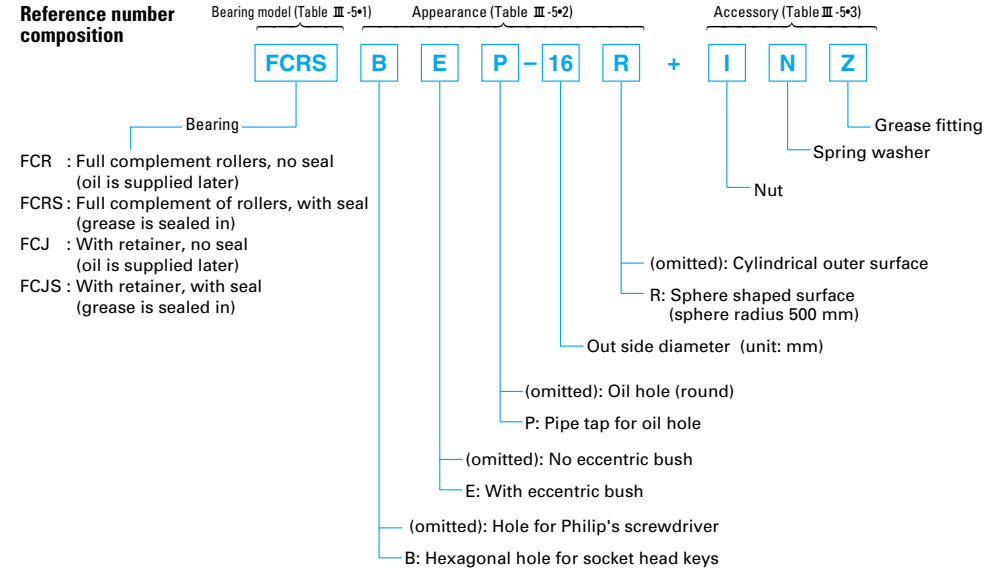 Reference number
composition
Bearing model (Table Ⅲ-5•1)
Appearance (Table Ⅲ-5•2)
Accessory (Table Ⅲ-5•3)
FCRS B E P – 16 R + I N Z
Bearing
FCR : Full complement rollers, no seal
(oil is supplied later)
FCRS : Full complement of rollers, with seal
(grease is sealed in)
FCJ : With retainer, no seal
(oil is supplied later)
FCJS : With retainer, with seal
(grease is sealed in)
Grease fitting
Spring washer
Nut
(omitted): Cylindrical outer surface
R: Sphere shaped surface
(sphere radius 500 mm)
Out side diameter (unit: mm)
(omitted): Oil hole (round)
P: Pipe tap for oil hole
(omitted): No eccentric bush
E: With eccentric bush
(omitted): Hole for Philip's screwdriver
B: Hexagonal hole for socket head keys